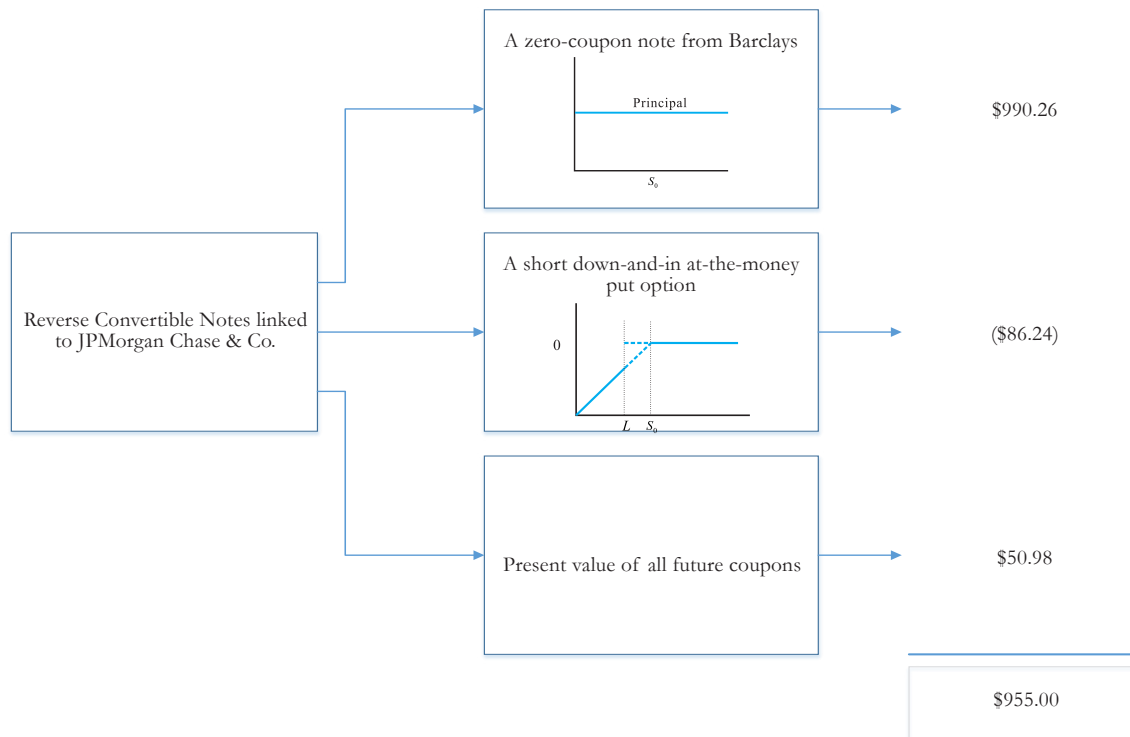 A zero-coupon note from Barclays
Principal
S₀
$990.26
Reverse Convertible Notes linked
to JPMorgan Chase & Co.
A short down-and-in at-the-money
put option
0
L S₀
($86.24)
Present value of all future coupons
$50.98
$955.00